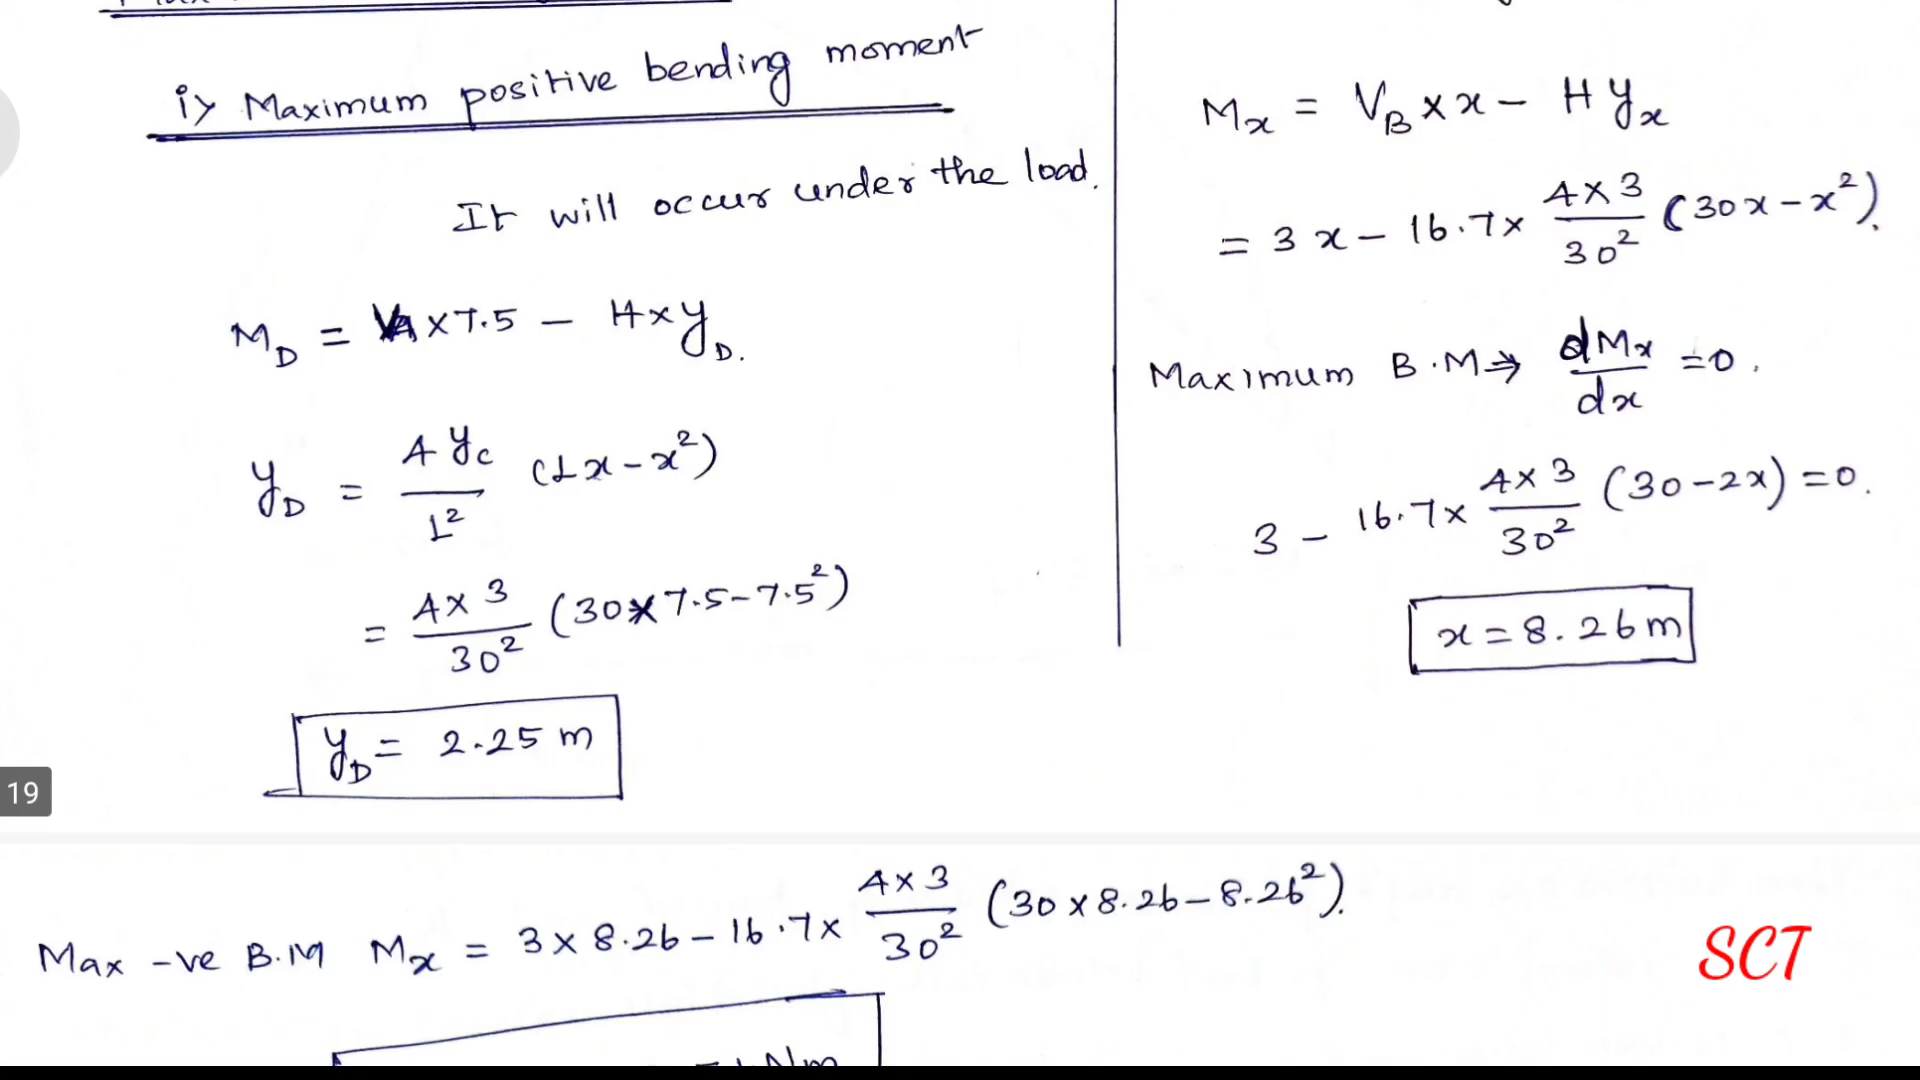 i) Maximum positive bending moment
It will occur under the load.
M_D = V_A × 7.5 − H × y_D.
y_D = 4 y_c / L² (Lx − x²)
= 4×3 / 30² (30×7.5 − 7.5²)
y_D = 2.25 m
M_x = V_B × x − H y_x
= 3x − 16.7 × 4×3 / 30² (30x − x²).
Maximum B.M ⇒ dM_x / dx = 0.
3 − 16.7 × 4×3 / 30² (30 − 2x) = 0.
x = 8.26 m
19
Max -ve B.M M_x = 3 × 8.26 − 16.7 × 4×3 / 30² (30 × 8.26 − 8.26²).
SCT